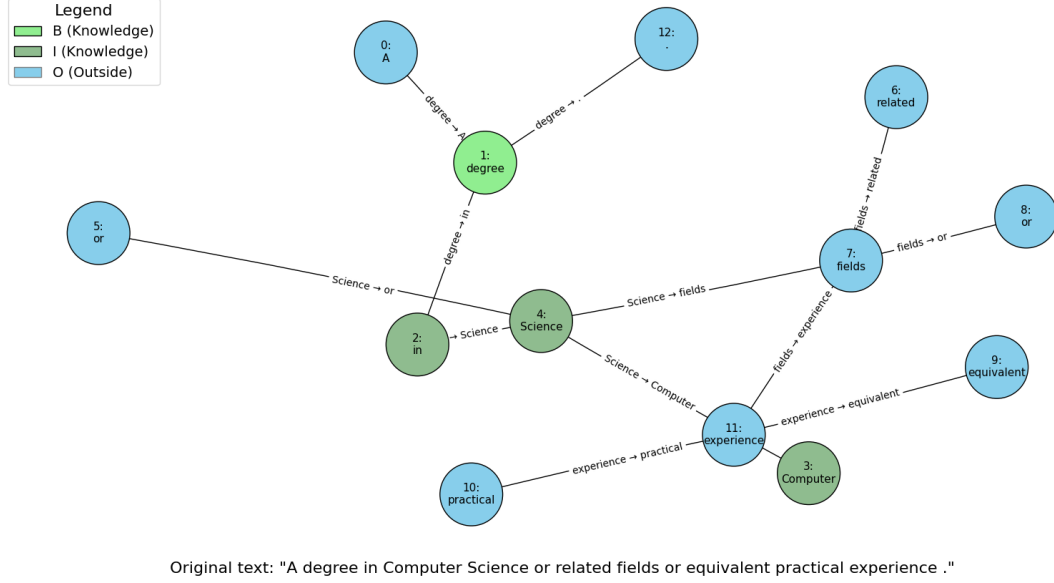 Legend
B (Knowledge)
I (Knowledge)
O (Outside)
0:
A
12:
.
6:
related
degree → A
degree → .
1:
degree
fields → related
5:
or
8:
or
degree → in
fields → or
7:
fields
Science → or
Science → fields
4:
Science
2:
in
→ Science
fields → experience
9:
equivalent
Science → Computer
experience → equivalent
11:
experience
experience → practical
3:
Computer
10:
practical
Original text: "A degree in Computer Science or related fields or equivalent practical experience ."